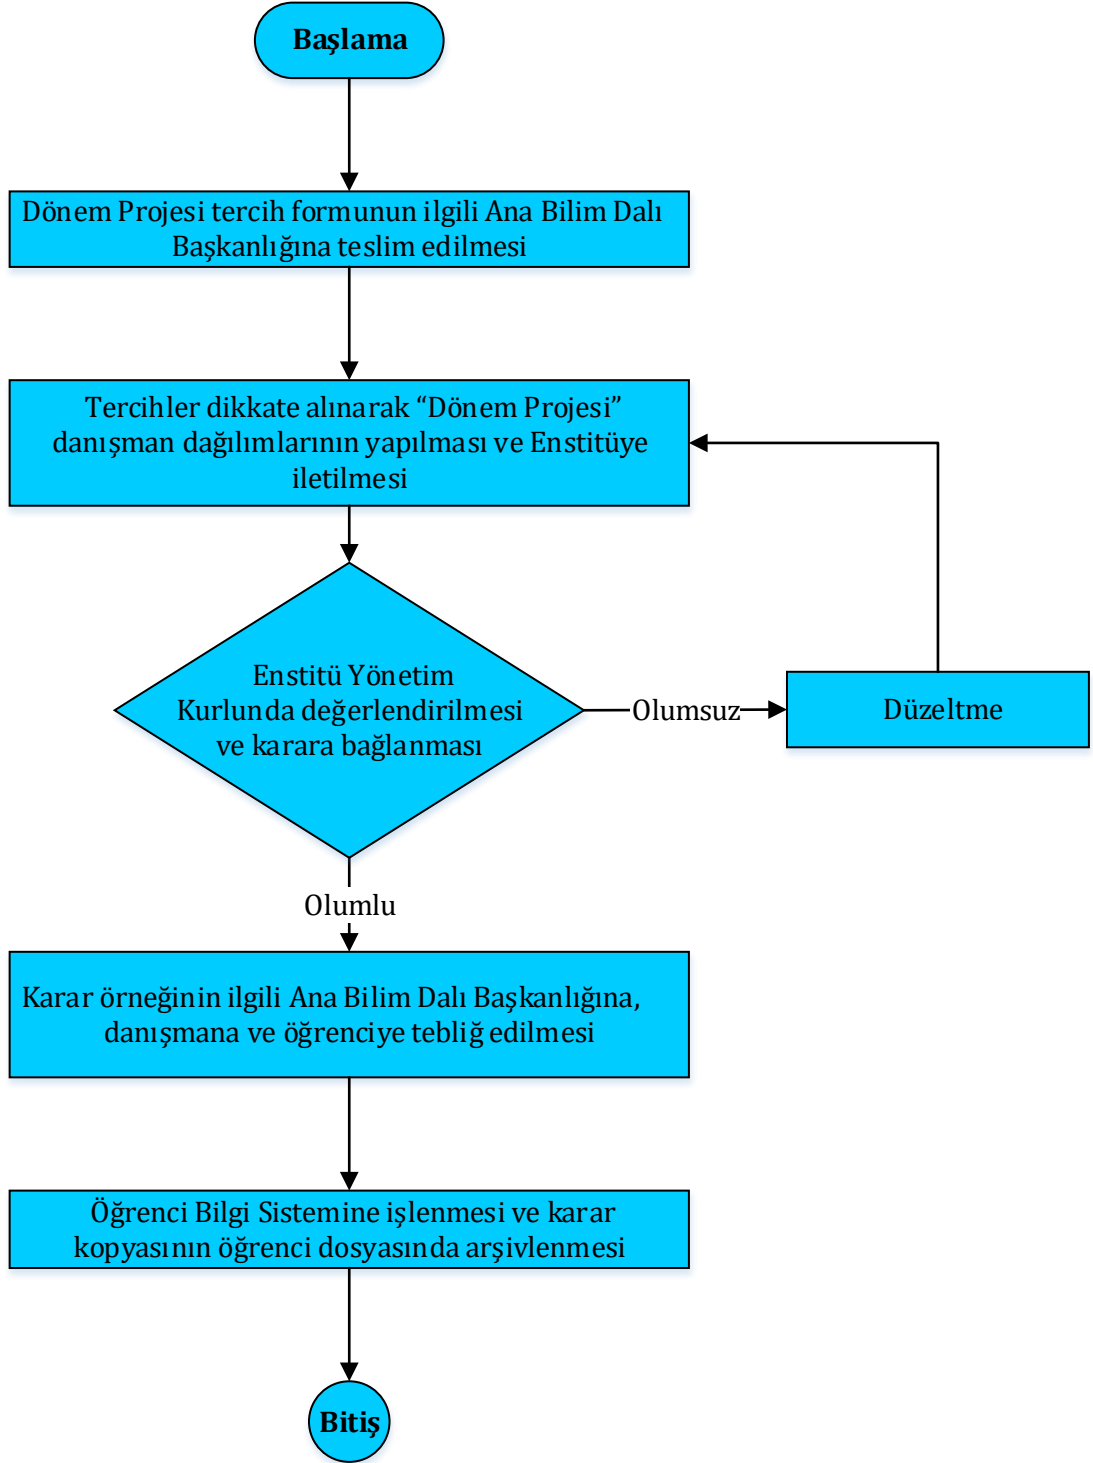 Başlama
Dönem Projesi tercih formunun ilgili Ana Bilim Dalı
Başkanlığına teslim edilmesi
Tercihler dikkate alınarak “Dönem Projesi”
danışman dağılımlarının yapılması ve Enstitüye
iletilmesi
Enstitü Yönetim
Kurlunda değerlendirilmesi
ve karara bağlanması
Olumsuz
Düzeltme
Olumlu
Karar örneğinin ilgili Ana Bilim Dalı Başkanlığına,
danışmana ve öğrenciye tebliğ edilmesi
Öğrenci Bilgi Sistemine işlenmesi ve karar
kopyasının öğrenci dosyasında arşivlenmesi
Bitiş